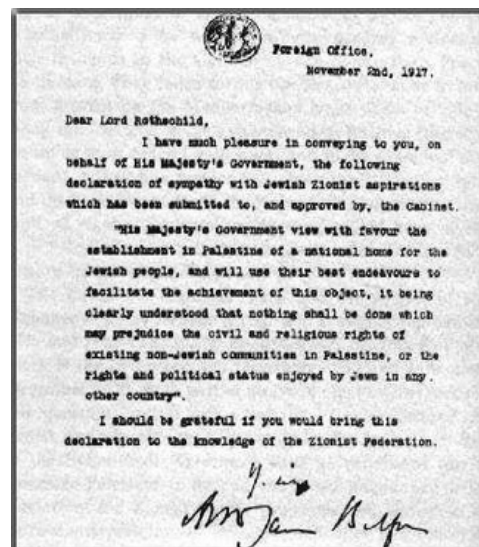 Foreign Office,
November 2nd, 1917.
Dear Lord Rothschild,
I have much pleasure in conveying to you, on
behalf of His Majesty's Government, the following
declaration of sympathy with Jewish Zionist aspirations
which has been submitted to, and approved by, the Cabinet.
"His Majesty's Government view with favour the
establishment in Palestine of a national home for the
Jewish people, and will use their best endeavours to
facilitate the achievement of this object, it being
clearly understood that nothing shall be done which
may prejudice the civil and religious rights of
existing non-Jewish communities in Palestine, or the
rights and political status enjoyed by Jews in any
other country".
I should be grateful if you would bring this
declaration to the knowledge of the Zionist Federation.